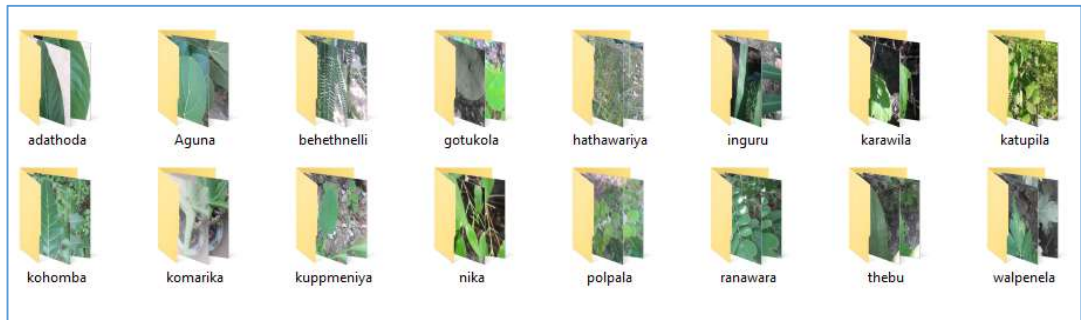 adathoda Aguna behethnelli gotukola hathawariya inguru karawila katupila
kohomba komarika kuppmeniya nika polpala ranawara thebu walpenela